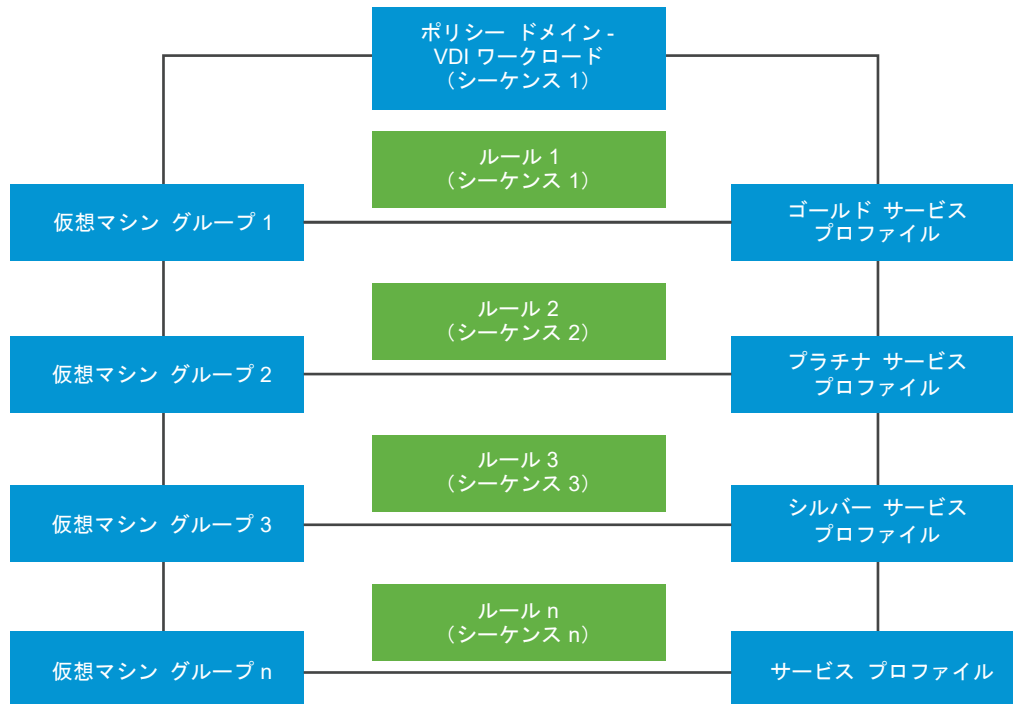 ポリシー ドメイン -
VDI ワークロード
（シーケンス 1）
ルール 1
（シーケンス 1）
仮想マシン グループ 1
ゴールド サービス
プロファイル
ルール 2
（シーケンス 2）
仮想マシン グループ 2
プラチナ サービス
プロファイル
ルール 3
（シーケンス 3）
仮想マシン グループ 3
シルバー サービス
プロファイル
ルール n
（シーケンス n）
仮想マシン グループ n
サービス プロファイル